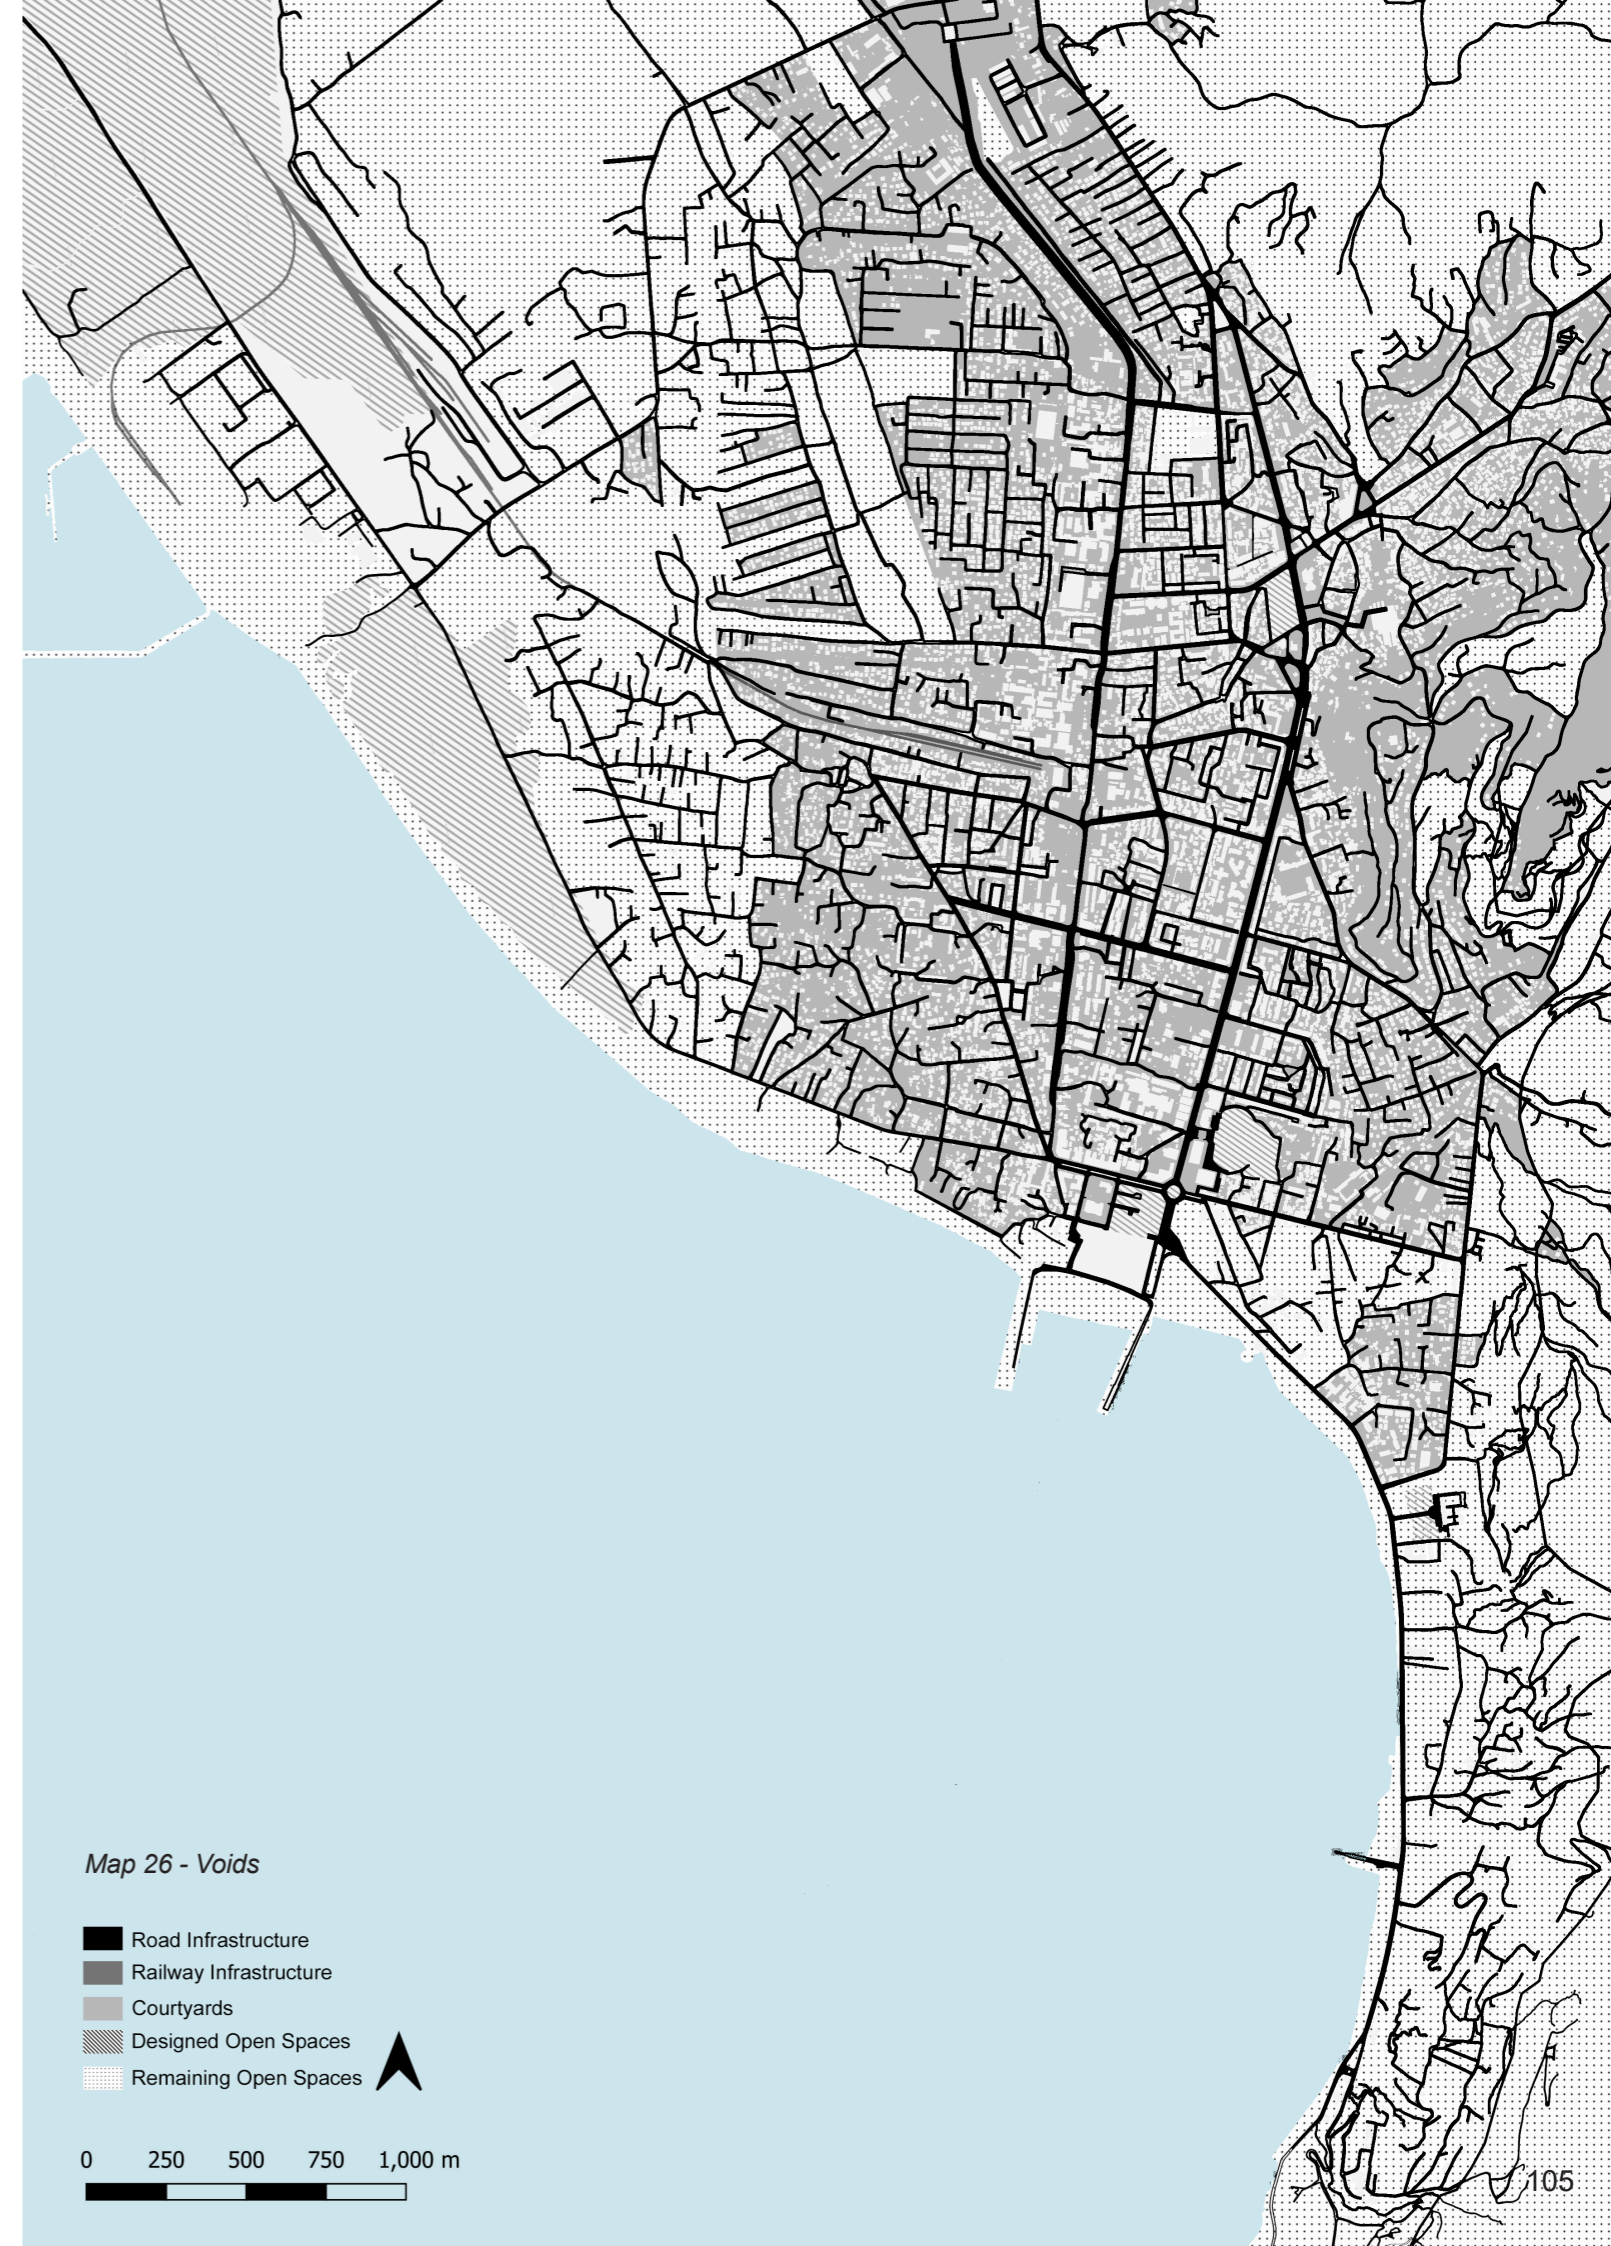 Map 26 - Voids
Road Infrastructure
Railway Infrastructure
Courtyards
Designed Open Spaces
Remaining Open Spaces
0 250 500 750 1,000 m
105